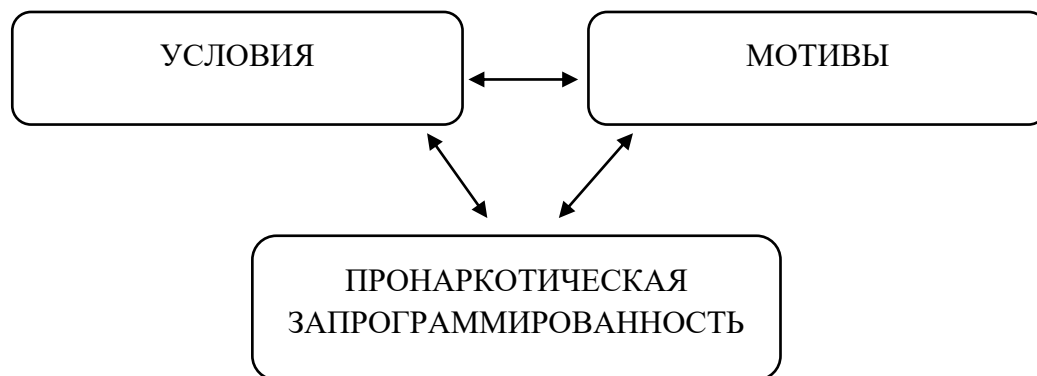 УСЛОВИЯ
МОТИВЫ
ПРОНАРКОТИЧЕСКАЯ
ЗАПРОГРАММИРОВАННОСТЬ